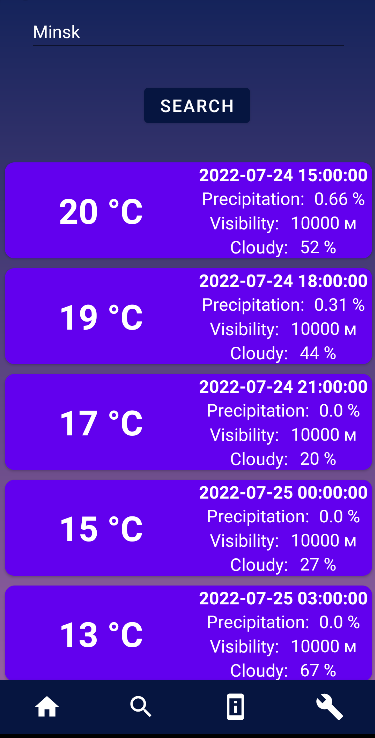 Minsk
SEARCH
20 °C
2022-07-24 15:00:00
Precipitation: 0.66 %
Visibility: 10000 м
Cloudy: 52 %
19 °C
2022-07-24 18:00:00
Precipitation: 0.31 %
Visibility: 10000 м
Cloudy: 44 %
17 °C
2022-07-24 21:00:00
Precipitation: 0.0 %
Visibility: 10000 м
Cloudy: 20 %
15 °C
2022-07-25 00:00:00
Precipitation: 0.0 %
Visibility: 10000 м
Cloudy: 27 %
13 °C
2022-07-25 03:00:00
Precipitation: 0.0 %
Visibility: 10000 м
Cloudy: 67 %